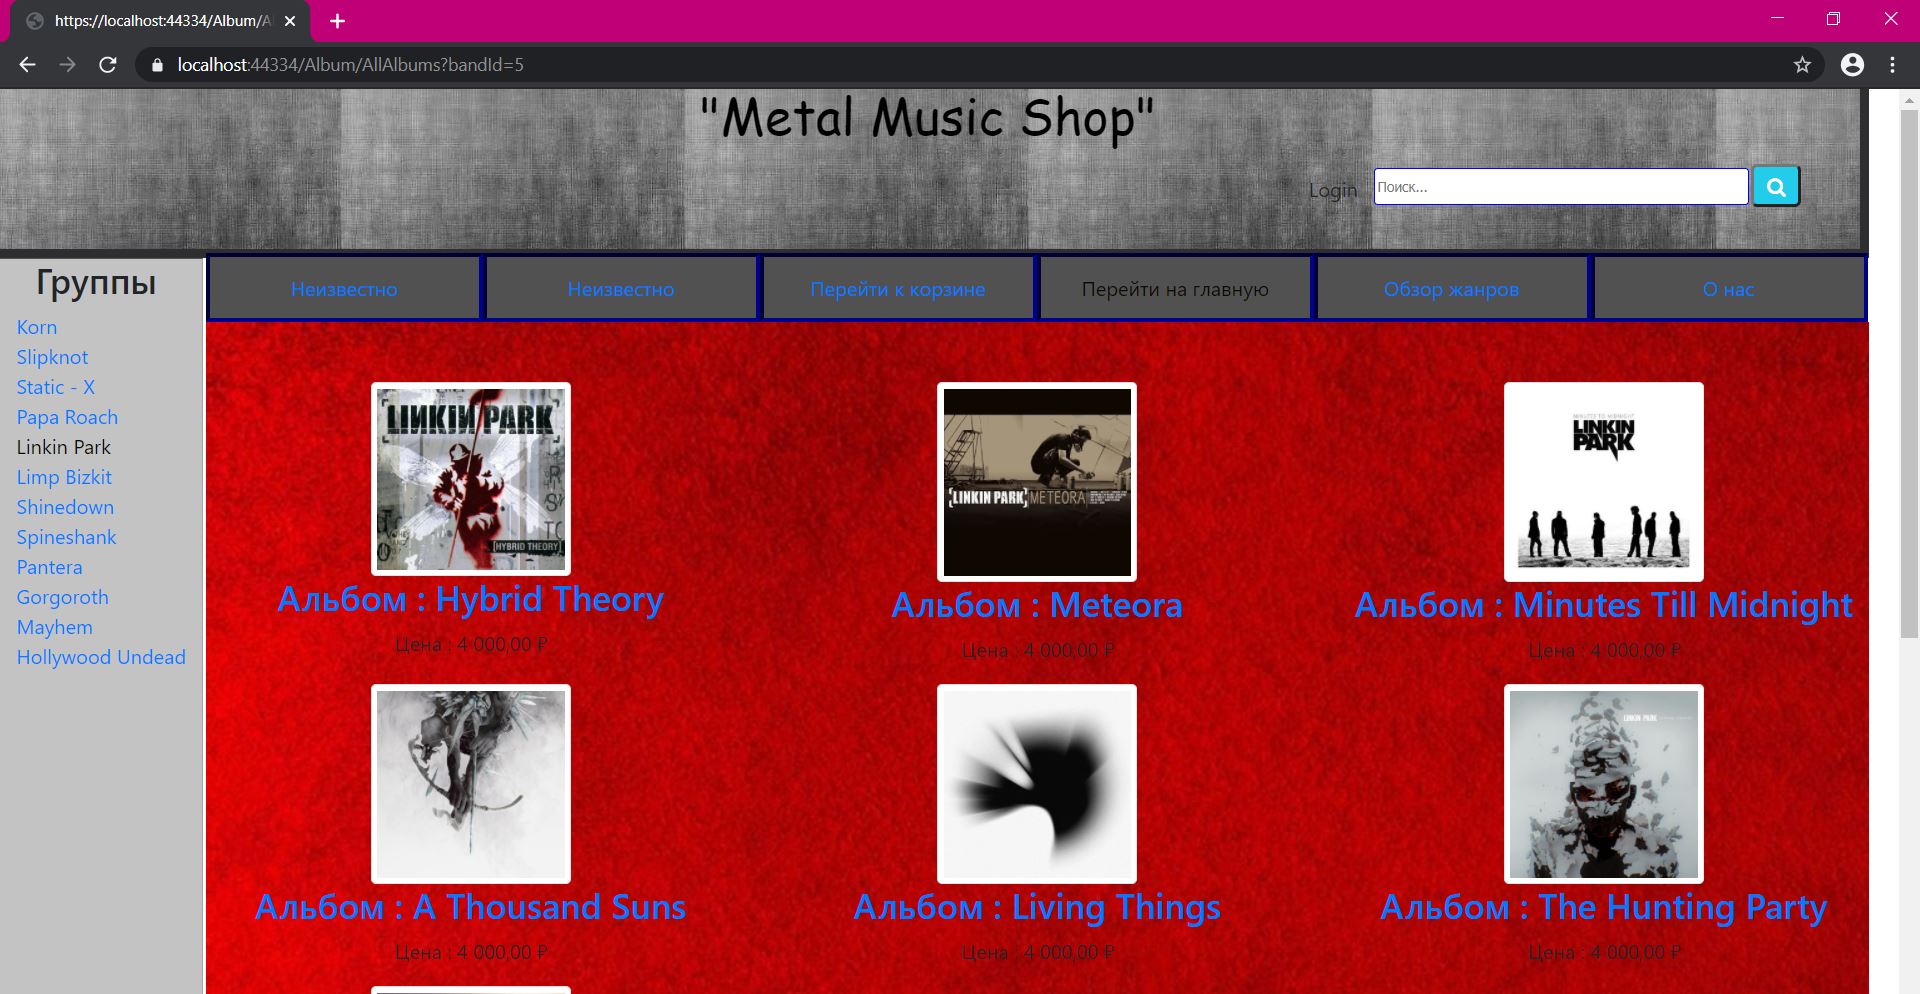 https://localhost:44334/Album/A
localhost:44334/Album/AllAlbums?bandId=5
"Metal Music Shop"
Login
Поиск...
Группы
Неизвестно
Неизвестно
Перейти к корзине
Перейти на главную
Обзор жанров
О нас
Korn
Slipknot
Static - X
Papa Roach
Linkin Park
Limp Bizkit
Shinedown
Spineshank
Pantera
Gorgoroth
Mayhem
Hollywood Undead
LINKIN PARK
[HYBRID THEORY]
[LINKIN PARK] METEORA
MINUTES TO MIDNIGHT
LINKIN
PARK
Альбом : Hybrid Theory
Альбом : Meteora
Альбом : Minutes Till Midnight
Цена : 4 000,00 ₽
Цена : 4 000,00 ₽
Цена : 4 000,00 ₽
LINKIN PARK
Альбом : A Thousand Suns
Альбом : Living Things
Альбом : The Hunting Party
Цена : 4 000,00 ₽
Цена : 4 000,00 ₽
Цена : 4 000,00 ₽